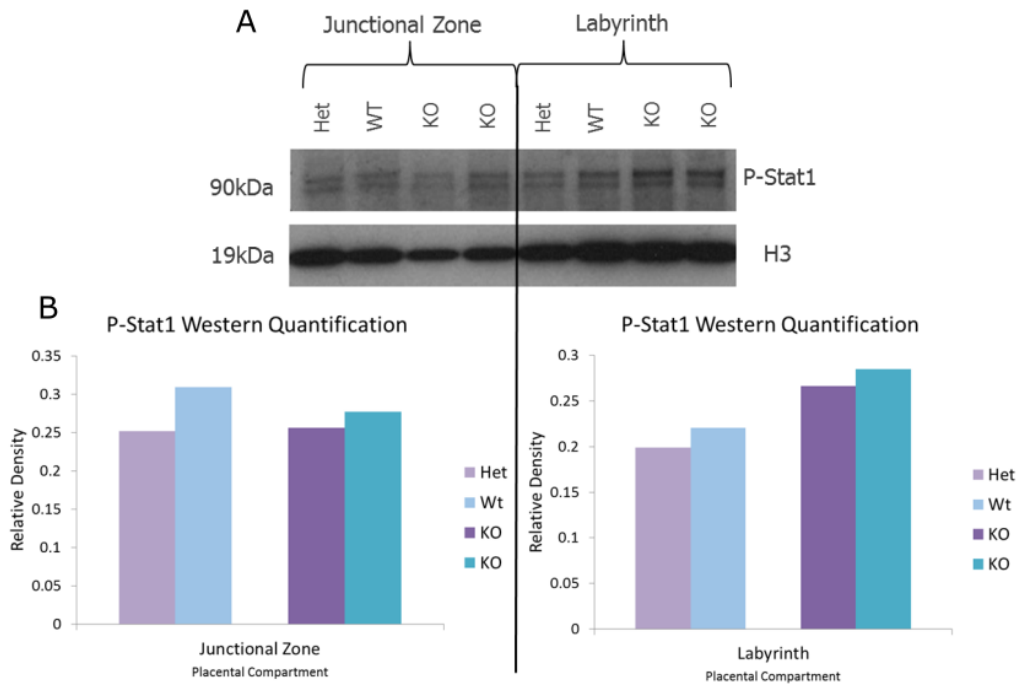 A
Junctional Zone
Labyrinth
Het
WT
KO
KO
Het
WT
KO
KO
90kDa
P-Stat1
19kDa
H3
B
P-Stat1 Western Quantification
Relative Density
0.35
0.3
0.25
0.2
0.15
0.1
0.05
0
Het
Wt
KO
KO
Junctional Zone
Placental Compartment
P-Stat1 Western Quantification
Relative Density
0.3
0.25
0.2
0.15
0.1
0.05
0
Het
Wt
KO
KO
Labyrinth
Placental Compartment